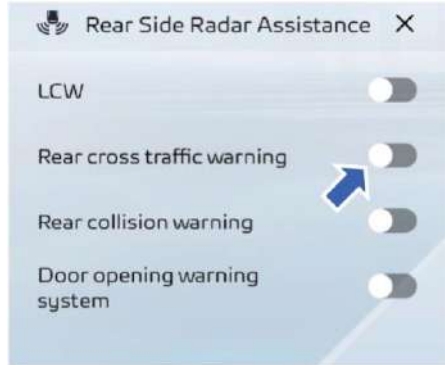 Rear Side Radar Assistance
LCW
Rear cross traffic warning
Rear collision warning
Door opening warning
system